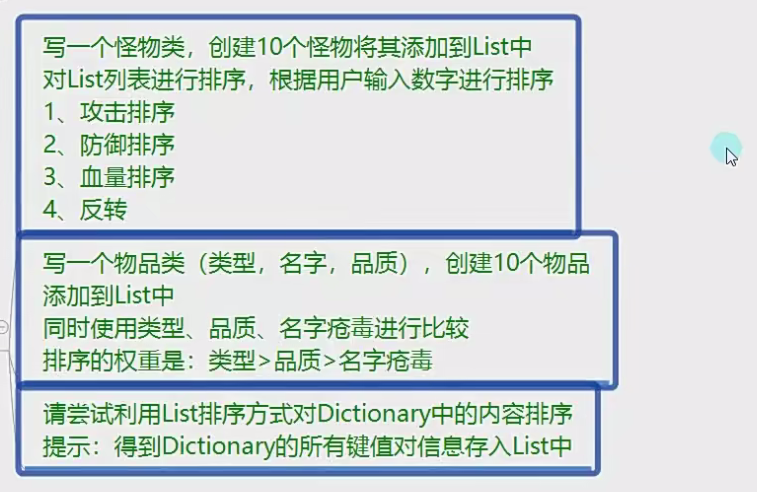 写一个怪物类，创建10个怪物将其添加到List中
对List列表进行排序，根据用户输入数字进行排序
1、攻击排序
2、防御排序
3、血量排序
4、反转
写一个物品类（类型，名字，品质），创建10个物品
添加到List中
同时使用类型、品质、名字疮毒进行比较
排序的权重是：类型>品质>名字疮毒
请尝试利用List排序方式对Dictionary中的内容排序
提示：得到Dictionary的所有键值对信息存入List中